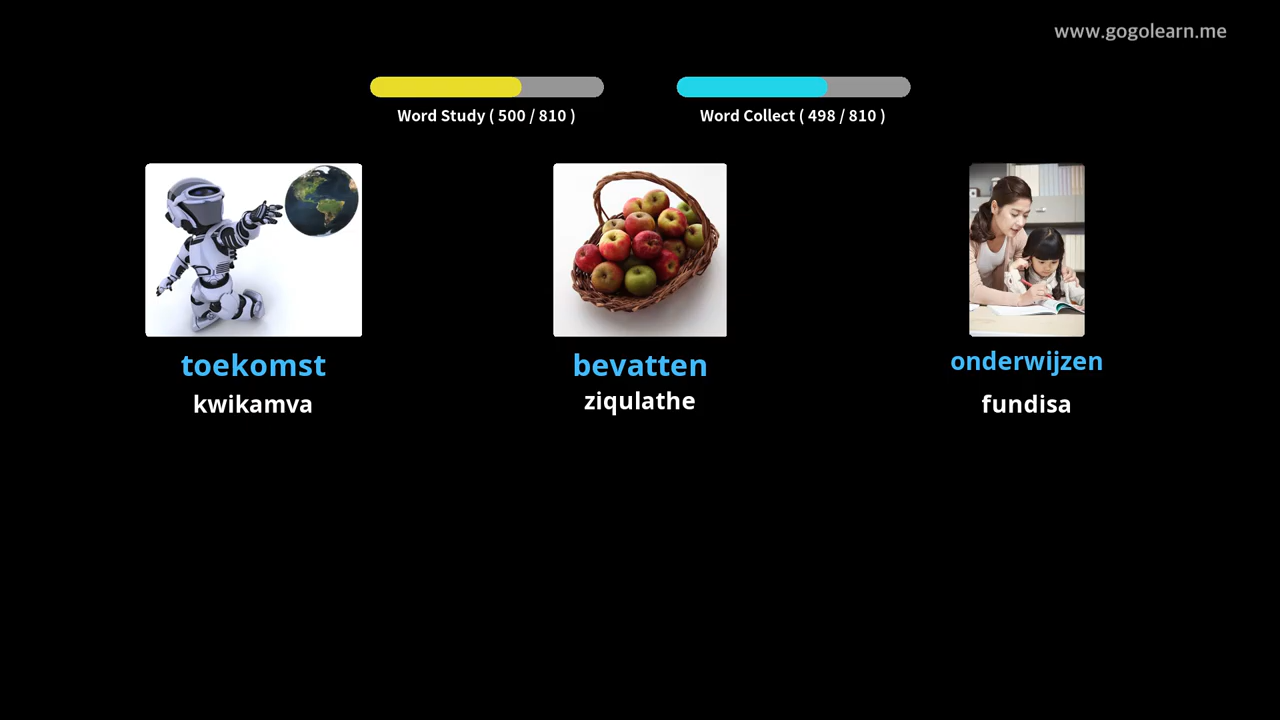 www.gogolearn.me
Word Study ( 500 / 810 )
Word Collect ( 498 / 810 )
toekomst
kwikamva
bevatten
ziqulathe
onderwijzen
fundisa